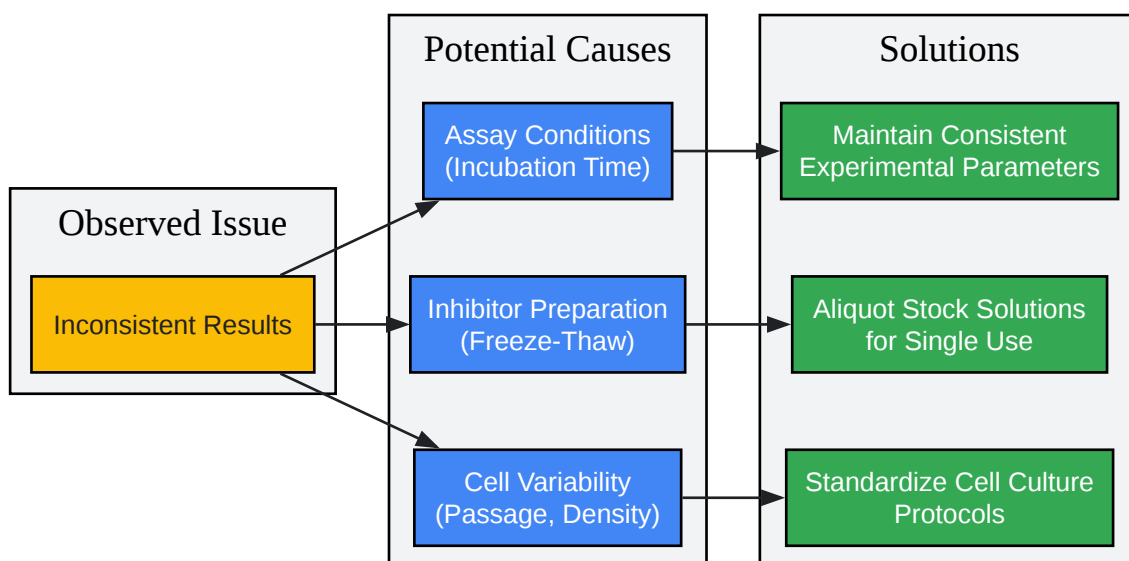 Potential Causes
Solutions
Assay Conditions
(Incubation Time)
Maintain Consistent
Experimental Parameters
Observed Issue
Inconsistent Results
Inhibitor Preparation
(Freeze-Thaw)
Aliquot Stock Solutions
for Single Use
Cell Variability
(Passage, Density)
Standardize Cell Culture
Protocols